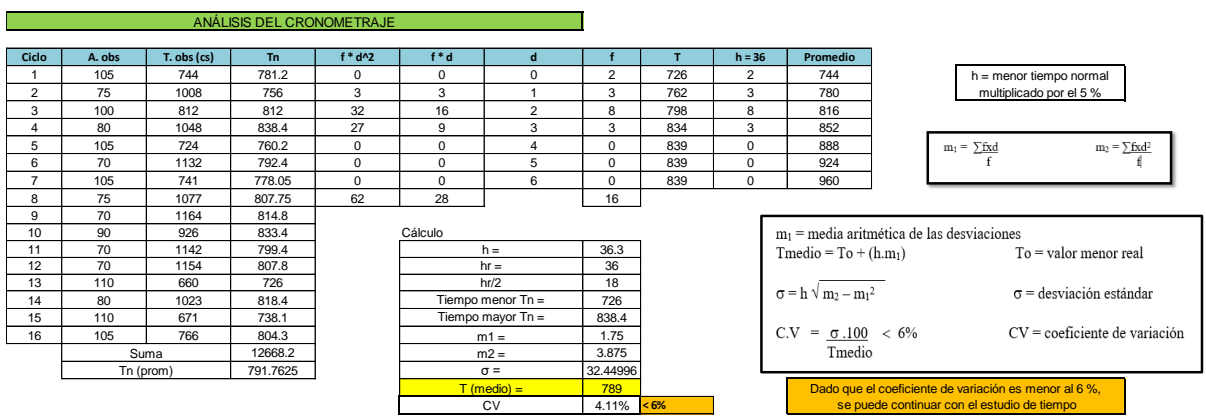 ANÁLISIS DEL CRONOMETRAJE
Ciclo A. obs T. obs (cs) Tn f * d^2 f * d d f T h = 36 Promedio
1 105 744 781.2 0 0 0 2 726 2 744
2 75 1008 756 3 3 1 3 762 3 780
3 100 812 812 32 16 2 8 798 8 816
4 80 1048 838.4 27 9 3 3 834 3 852
5 105 724 760.2 0 0 4 0 839 0 888
6 70 1132 792.4 0 0 5 0 839 0 924
7 105 741 778.05 0 0 6 0 839 0 960
8 75 1077 807.75 62 28 16
9 70 1164 814.8
10 90 926 833.4
11 70 1142 799.4
12 70 1154 807.8
13 110 660 726
14 80 1023 818.4
15 110 671 738.1
16 105 766 804.3
Suma 12668.2
Tn (prom) 791.7625
Cálculo
h = 36.3
hr = 36
hr/2 18
Tiempo menor Tn = 726
Tiempo mayor Tn = 838.4
m1 = 1.75
m2 = 3.875
σ = 32.44996
T (medio) = 789
CV 4.11% < 6%
h = menor tiempo normal
multiplicado por el 5 %
m₁ = ∑fxd m₂ = ∑fxd²
f f
m₁ = media aritmética de las desviaciones
Tmedio = To + (h.m₁) To = valor menor real
σ = h √ m₂ – m₁² σ = desviación estándar
C.V = σ .100 < 6% CV = coeficiente de variación
Tmedio
Dado que el coeficiente de variación es menor al 6 %,
se puede continuar con el estudio de tiempo